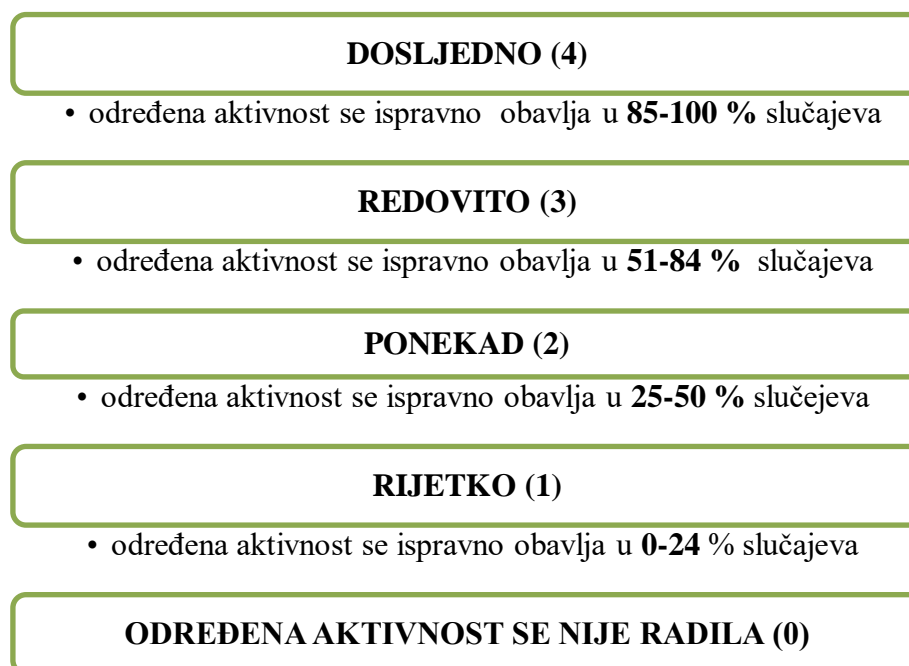 DOSLJEDNO (4)
• određena aktivnost se ispravno obavlja u 85-100 % slučajeva
REDOVITO (3)
• određena aktivnost se ispravno obavlja u 51-84 % slučajeva
PONEKAD (2)
• određena aktivnost se ispravno obavlja u 25-50 % slučejeva
RIJETKO (1)
• određena aktivnost se ispravno obavlja u 0-24 % slučajeva
ODREĐENA AKTIVNOST SE NIJE RADILA (0)